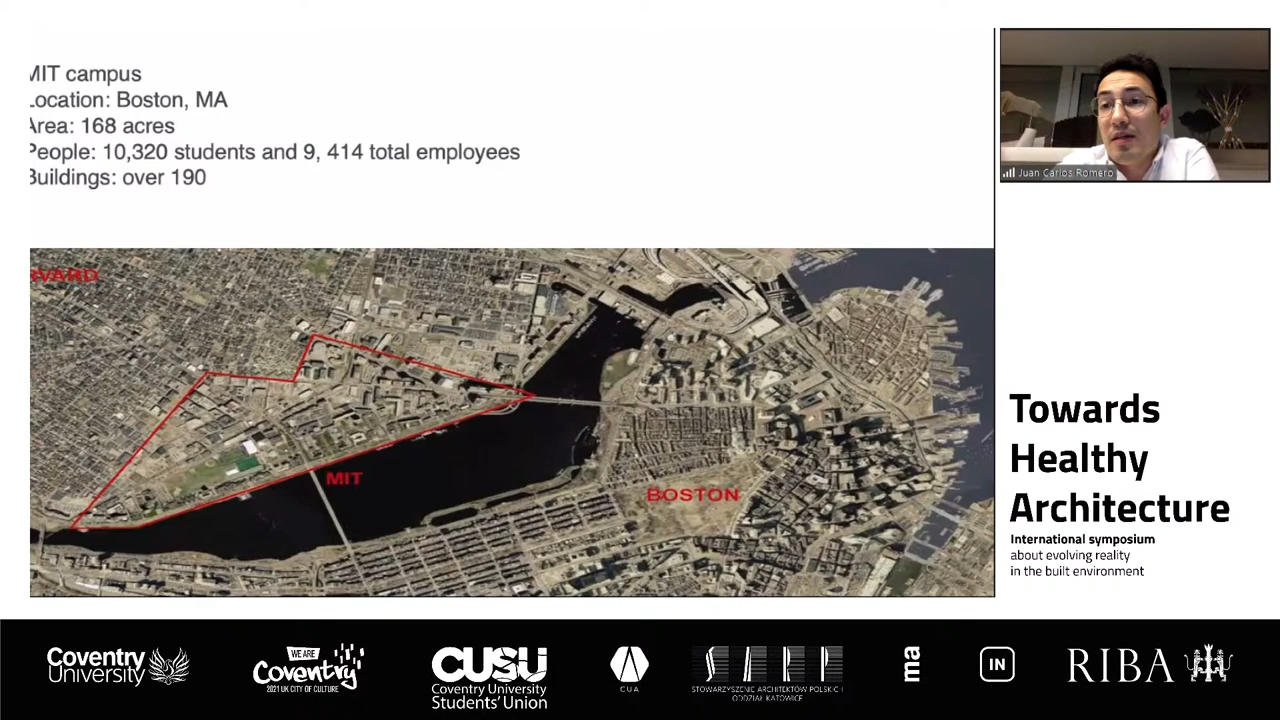 MIT campus
Location: Boston, MA
Area: 168 acres
People: 10,320 students and 9, 414 total employees
Buildings: over 190
RVARD
MIT
BOSTON
Juan Carlos Romero
Towards
Healthy
Architecture
International symposium
about evolving reality
in the built environment
Coventry
University
WE ARE
Coventry
2021 UK CITY OF CULTURE
CUSU
Coventry University
Students' Union
CUA
SARP
STOWARZYSZENIE ARCHITEKTÓW POLSKICH
ODDZIAŁ KATOWICE
ma
IN
RIBA